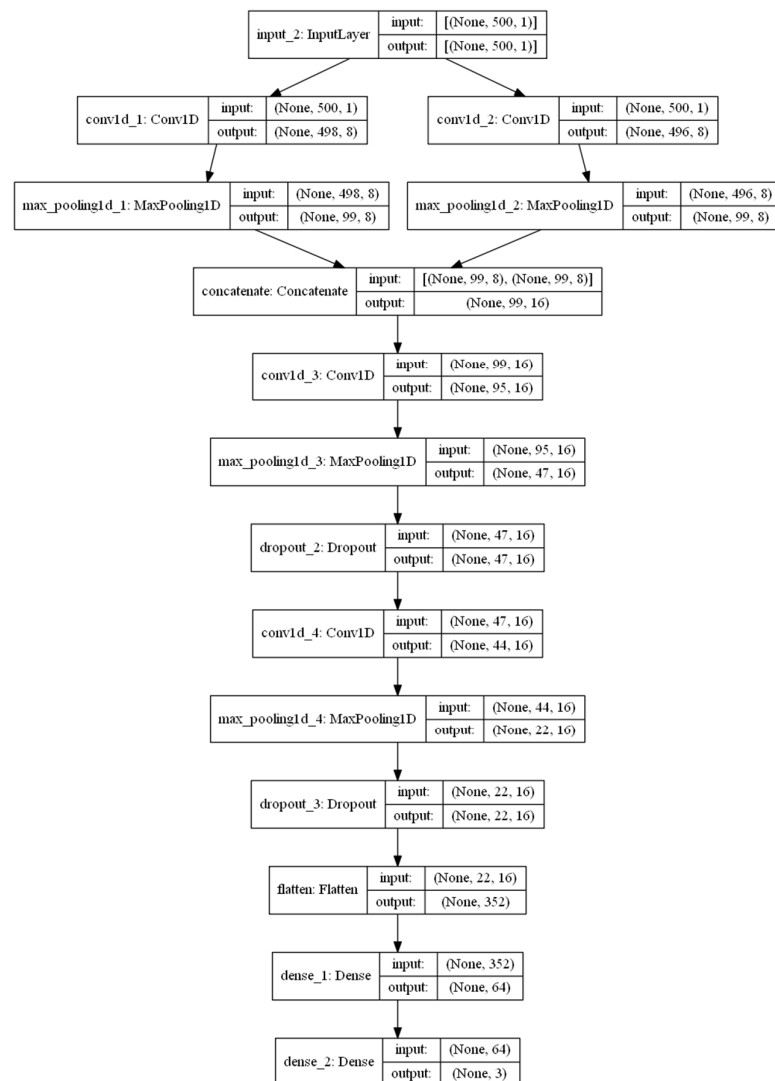 input_2: InputLayer input: [(None, 500, 1)]
output: [(None, 500, 1)]
conv1d_1: Conv1D input: (None, 500, 1)
output: (None, 498, 8)
conv1d_2: Conv1D input: (None, 500, 1)
output: (None, 496, 8)
max_pooling1d_1: MaxPooling1D input: (None, 498, 8)
output: (None, 99, 8)
max_pooling1d_2: MaxPooling1D input: (None, 496, 8)
output: (None, 99, 8)
concatenate: Concatenate input: [(None, 99, 8), (None, 99, 8)]
output: (None, 99, 16)
conv1d_3: Conv1D input: (None, 99, 16)
output: (None, 95, 16)
max_pooling1d_3: MaxPooling1D input: (None, 95, 16)
output: (None, 47, 16)
dropout_2: Dropout input: (None, 47, 16)
output: (None, 47, 16)
conv1d_4: Conv1D input: (None, 47, 16)
output: (None, 44, 16)
max_pooling1d_4: MaxPooling1D input: (None, 44, 16)
output: (None, 22, 16)
dropout_3: Dropout input: (None, 22, 16)
output: (None, 22, 16)
flatten: Flatten input: (None, 22, 16)
output: (None, 352)
dense_1: Dense input: (None, 352)
output: (None, 64)
dense_2: Dense input: (None, 64)
output: (None, 3)